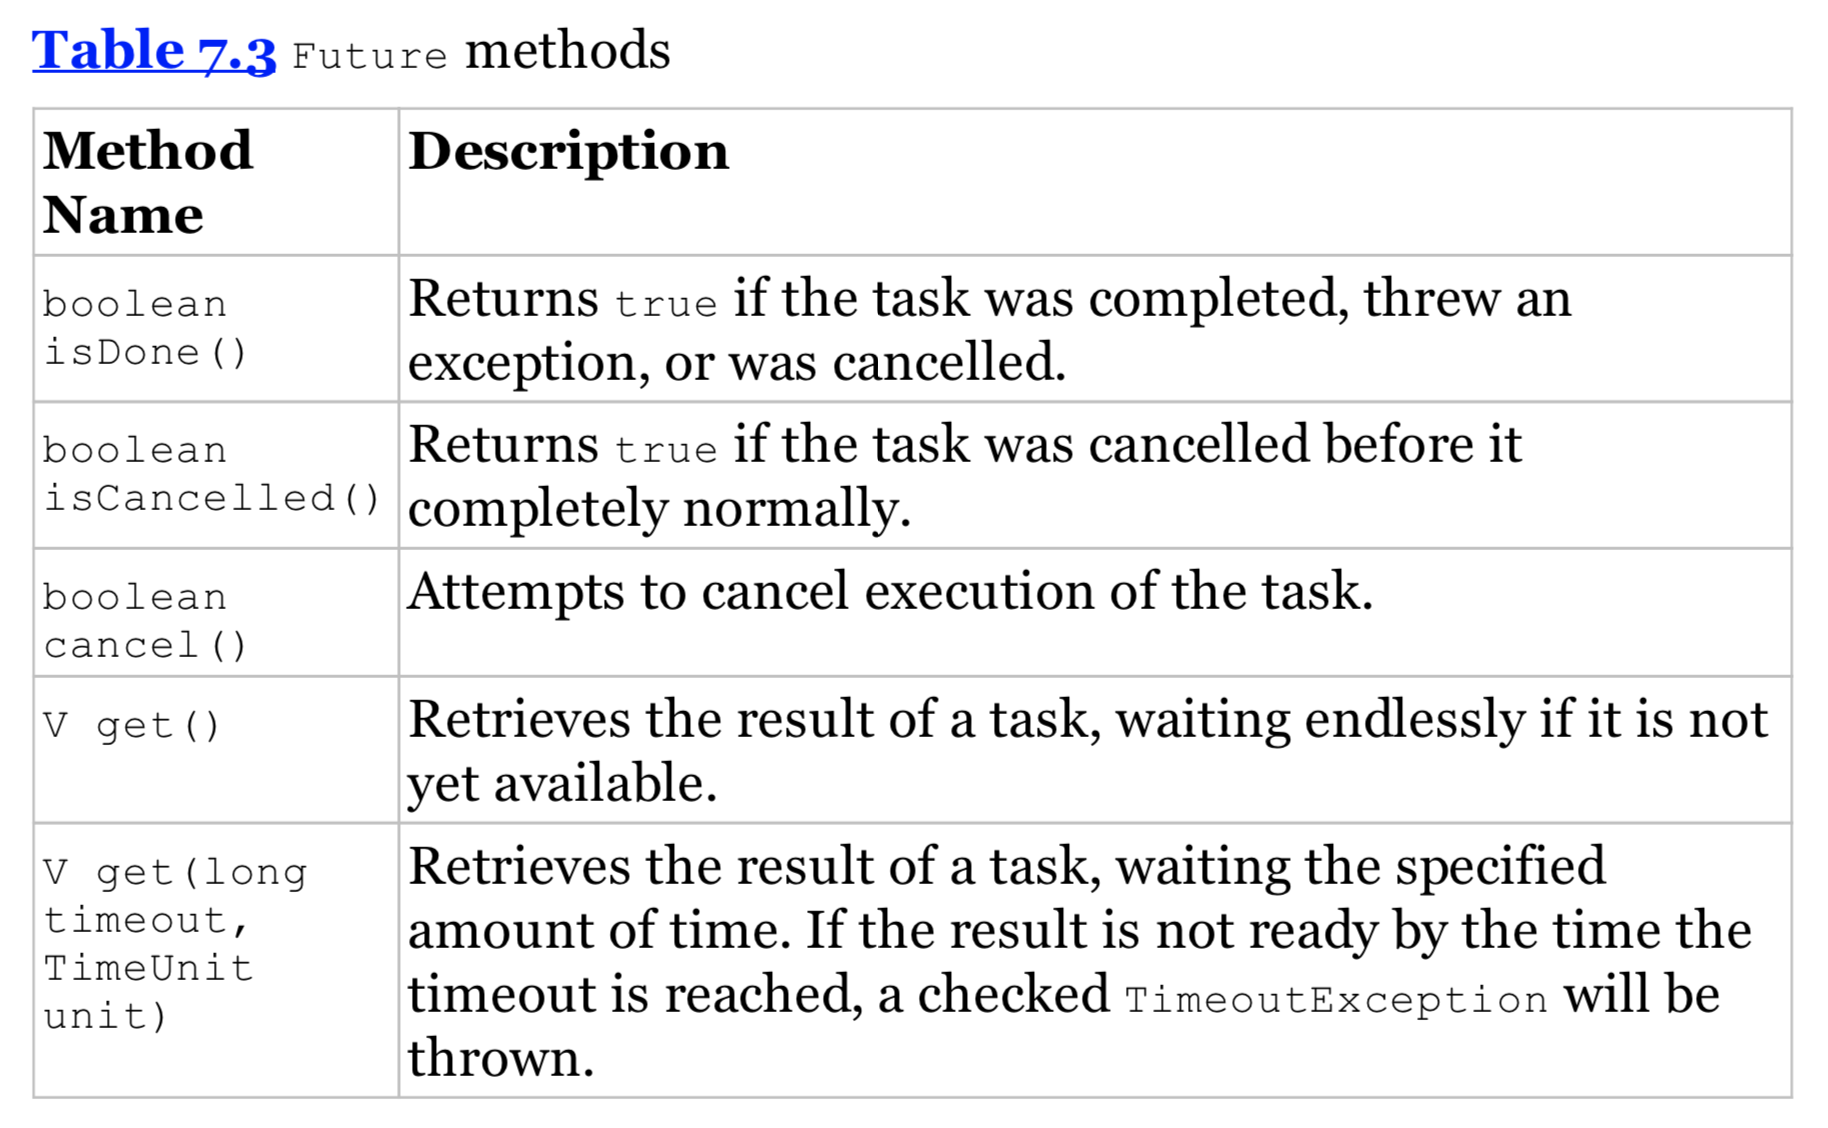 Table 7.3 Future methods
Method
Name
Description
boolean
isDone()
Returns true if the task was completed, threw an
exception, or was cancelled.
boolean
isCancelled()
Returns true if the task was cancelled before it
completely normally.
boolean
cancel()
Attempts to cancel execution of the task.
V get()
Retrieves the result of a task, waiting endlessly if it is not
yet available.
V get(long
timeout,
TimeUnit
unit)
Retrieves the result of a task, waiting the specified
amount of time. If the result is not ready by the time the
timeout is reached, a checked TimeoutException will be
thrown.